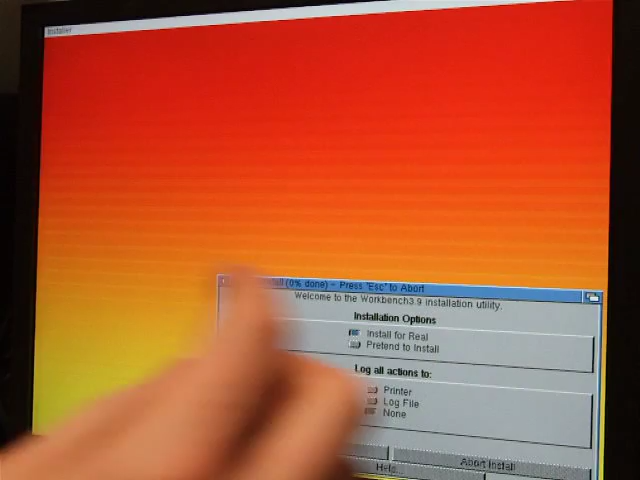 Installer
(0% done) - Press 'Esc' to Abort
Welcome to the Workbench3.9 installation utility.
Installation Options
Install for Real
Pretend to Install
Log all actions to:
Printer
Log File
None
Abort Install
Help...